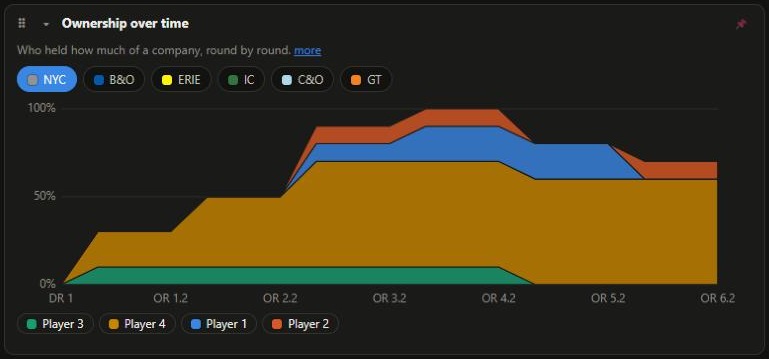 Ownership over time
Who held how much of a company, round by round. more
NYC B&O ERIE IC C&O GT
100%
50%
0%
DR 1 OR 1.2 OR 2.2 OR 3.2 OR 4.2 OR 5.2 OR 6.2
Player 3 Player 4 Player 1 Player 2